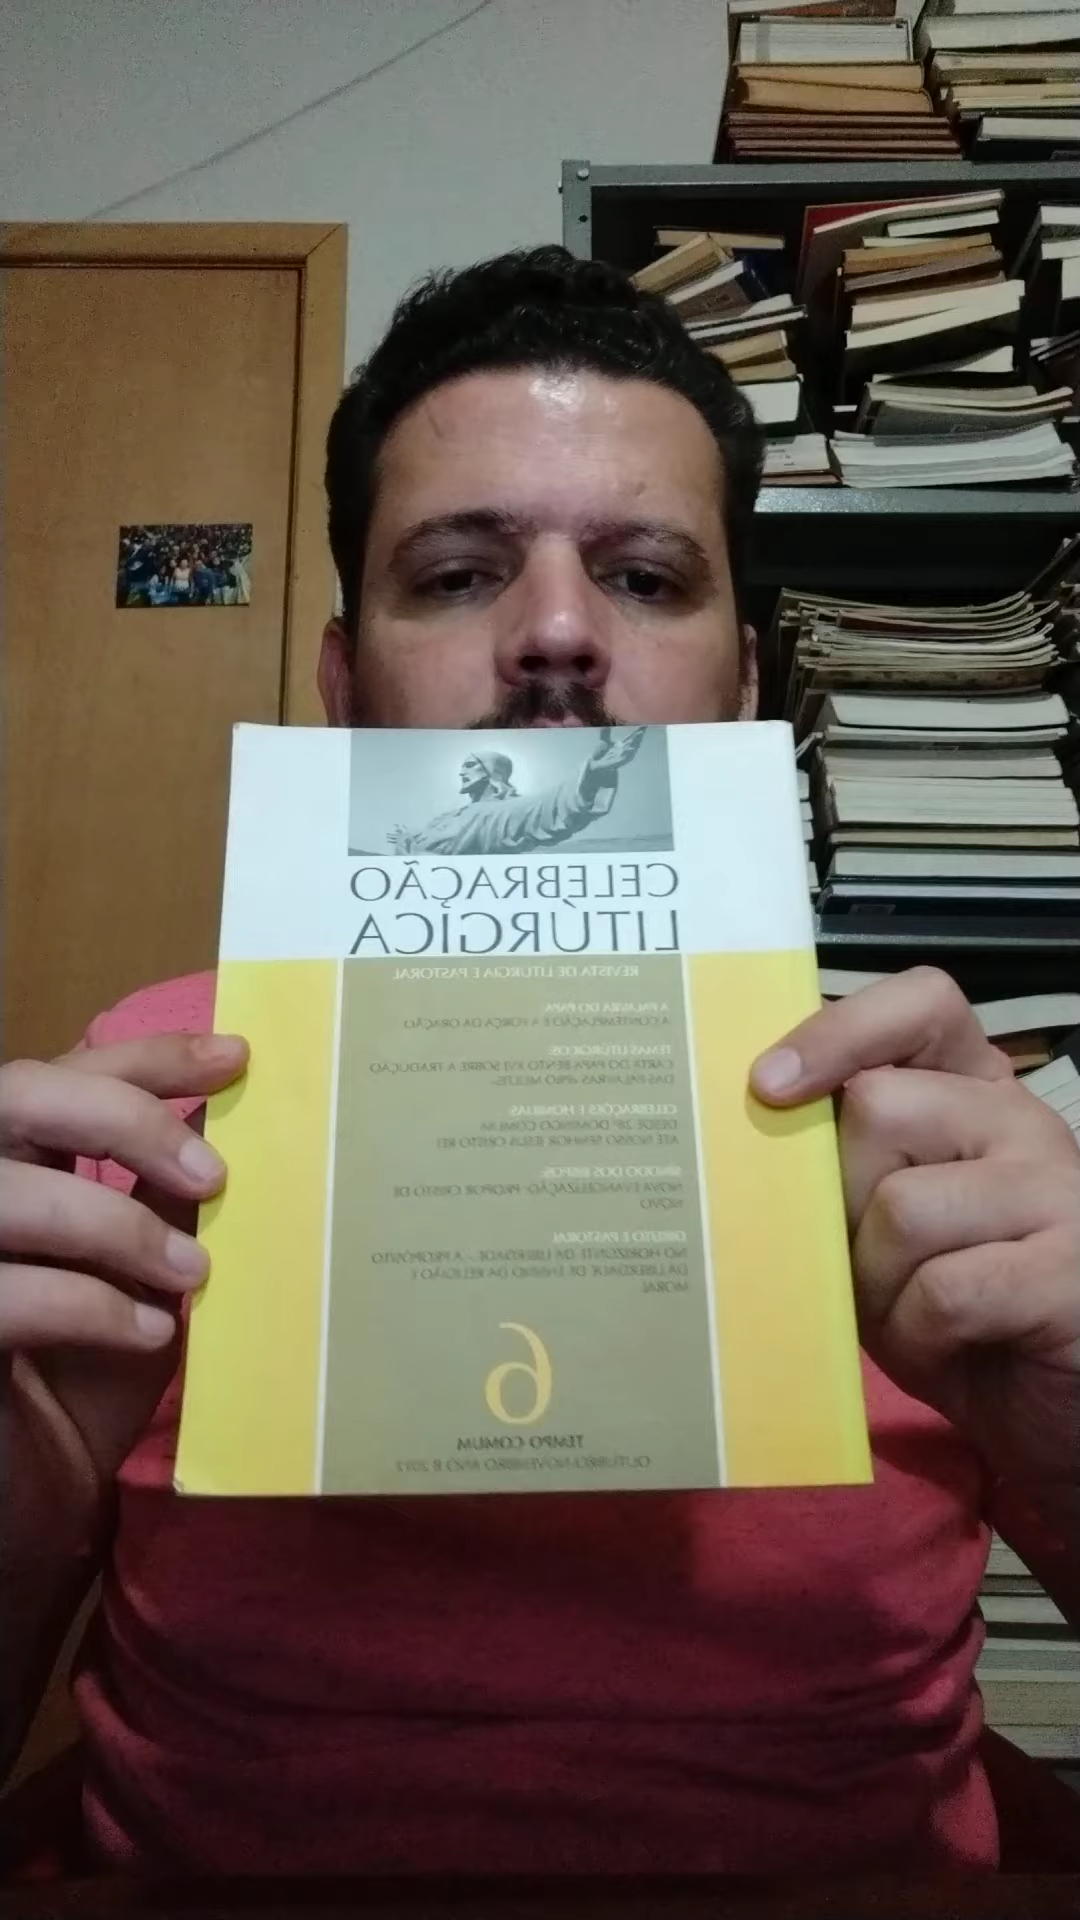 CELEBRAÇÃO
LITÚRGICA
REVISTA DE LITURGIA E PASTORAL
A PALAVRA DO PAPA:
A CONTEMPLAÇÃO E A FORÇA DA ORAÇÃO
TEMAS LITÚRGICOS:
CARTA DO PAPA BENTO XVI SOBRE A TRADUÇÃO
DAS PALAVRAS «PRO MULTIS»
CELEBRAÇÕES E HOMILIAS:
DESDE 28º DOMINGO COMUM
ATÉ NOSSO SENHOR JESUS CRISTO REI
SÍNODO DOS BISPOS:
NOVA EVANGELIZAÇÃO: PROPOR CRISTO DE
NOVO
DIREITO E PASTORAL
NO HORIZONTE DA LIBERDADE – A PROPÓSITO
DA LIBERDADE DE ENSINO DA RELIGIÃO E
MORAL
6
TEMPO COMUM
OUTUBRO-NOVEMBRO ANO B